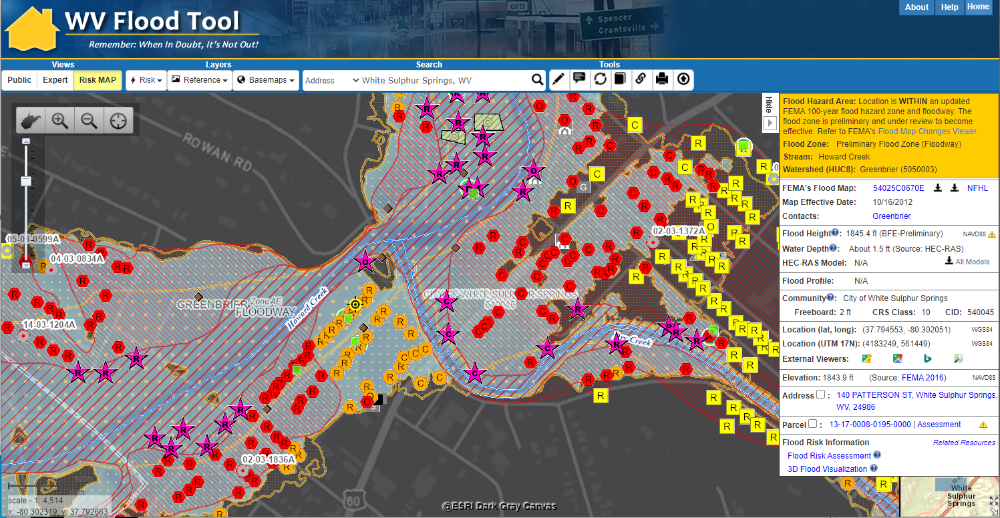 About Help Home
WV Flood Tool
Remember: When In Doubt, It's Not Out!
GIFTS
Spencer
Grantsville
Views Layers Search Tools
Public Expert Risk MAP Risk Reference Basemaps Address White Sulphur Springs, WV
Hide
Flood Hazard Area: Location is WITHIN an updated
FEMA 100-year flood hazard zone and floodway. The
flood zone is preliminary and under review to become
effective. Refer to FEMA's Flood Map Changes Viewer
Flood Zone: Preliminary Flood Zone (Floodway)
Stream: Howard Creek
Watershed (HUC8): Greenbrier (5050003)
FEMA's Flood Map: 54025C0670E NFHL
Map Effective Date: 10/16/2012
Contacts: Greenbrier
Flood Height: 1845.4 ft (BFE-Preliminary) NAVD88
Water Depth: About 1.5 ft (Source: HEC-RAS)
HEC-RAS Model: N/A All Models
Flood Profile: N/A
Community: City of White Sulphur Springs
Freeboard: 2 ft CRS Class: 10 CID: 540045
Location (lat, long): (37.794553, -80.302051) WGS84
Location (UTM 17N): (4183249, 561449) WGS84
External Viewers:
Elevation: 1843.9 ft (Source: FEMA 2016) NAVD88
Address : 140 PATTERSON ST, White Sulphur Springs,
WV, 24986
Parcel : 13-17-0008-0195-0000 | Assessment
Flood Risk Information Related Resources
Flood Risk Assessment
3D Flood Visualization
ROWAN RD
05-03-0599A
04-03-0834A
14-03-1204A
02-03-1372A
02-03-1836A
GREENBRIER
Zone AE
FLOODWAY
Howard Creek
CITY OF WHITE SULPHUR SPRINGS
540045
Dry Creek
60
scale - 1: 4,514
x: -80.302319, y: 37.792663
@ESRI Dark Gray Canvas
White
Sulphur
Springs